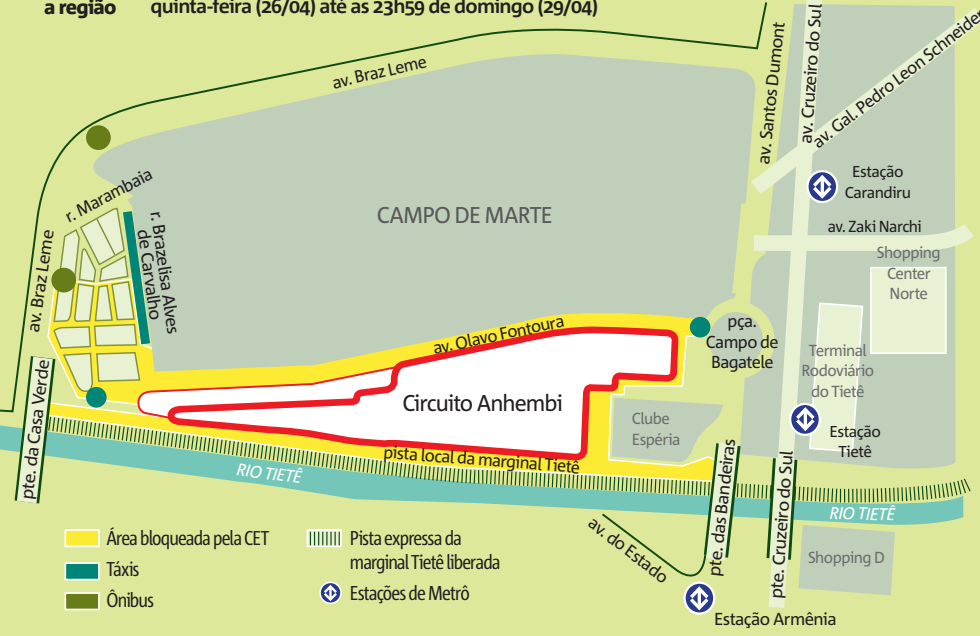 a região
quinta-feira (26/04) até as 23h59 de domingo (29/04)
av. Braz Leme
av. Santos Dumont
av. Cruzeiro do Sul
av. Gal. Pedro Leon Schneider
Estação
Carandiru
r. Marambaia
r. Brazelisa Alves
de Carvalho
CAMPO DE MARTE
av. Zaki Narchi
Shopping
Center
Norte
av. Braz Leme
av. Olavo Fontoura
pça.
Campo de
Bagatele
Terminal
Rodoviário
do Tietê
Circuito Anhembi
Clube
Espéria
Estação
Tietê
pte. da Casa Verde
pista local da marginal Tietê
RIO TIETÊ
pte. das Bandeiras
pte. Cruzeiro do Sul
RIO TIETÊ
av. do Estado
Shopping D
Estação Armênia
Área bloqueada pela CET
Táxis
Ônibus
Pista expressa da
marginal Tietê liberada
Estações de Metrô